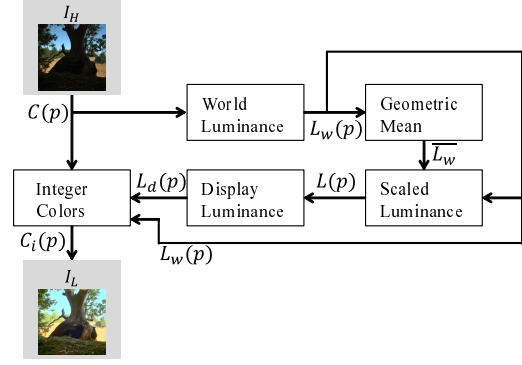 I_H
C(p)
World
Luminance
L_w(p)
Geometric
Mean
\overline{L_w}
Integer
Colors
L_d(p)
Display
Luminance
L(p)
Scaled
Luminance
C_i(p)
L_w(p)
I_L